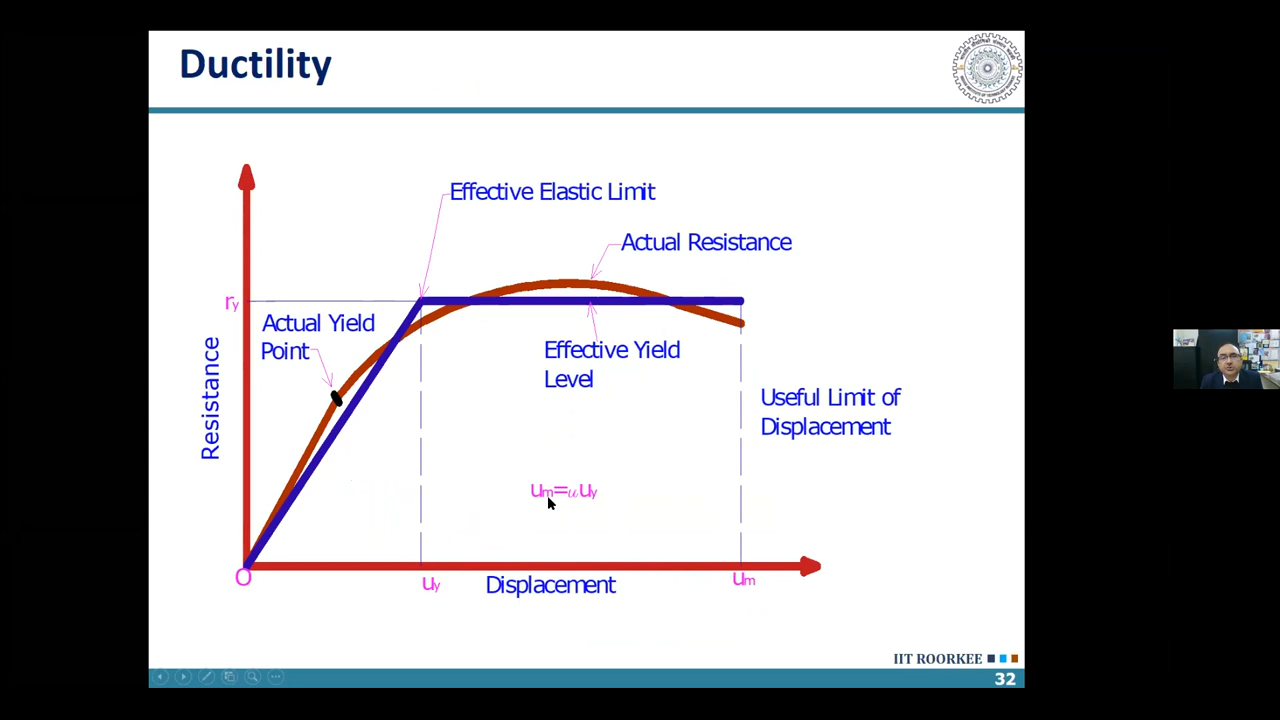 Ductility
Effective Elastic Limit
Actual Resistance
ry
Actual Yield
Point
Effective Yield
Level
Resistance
Useful Limit of
Displacement
um=uuy
O
uy
Displacement
um
IIT ROORKEE
32